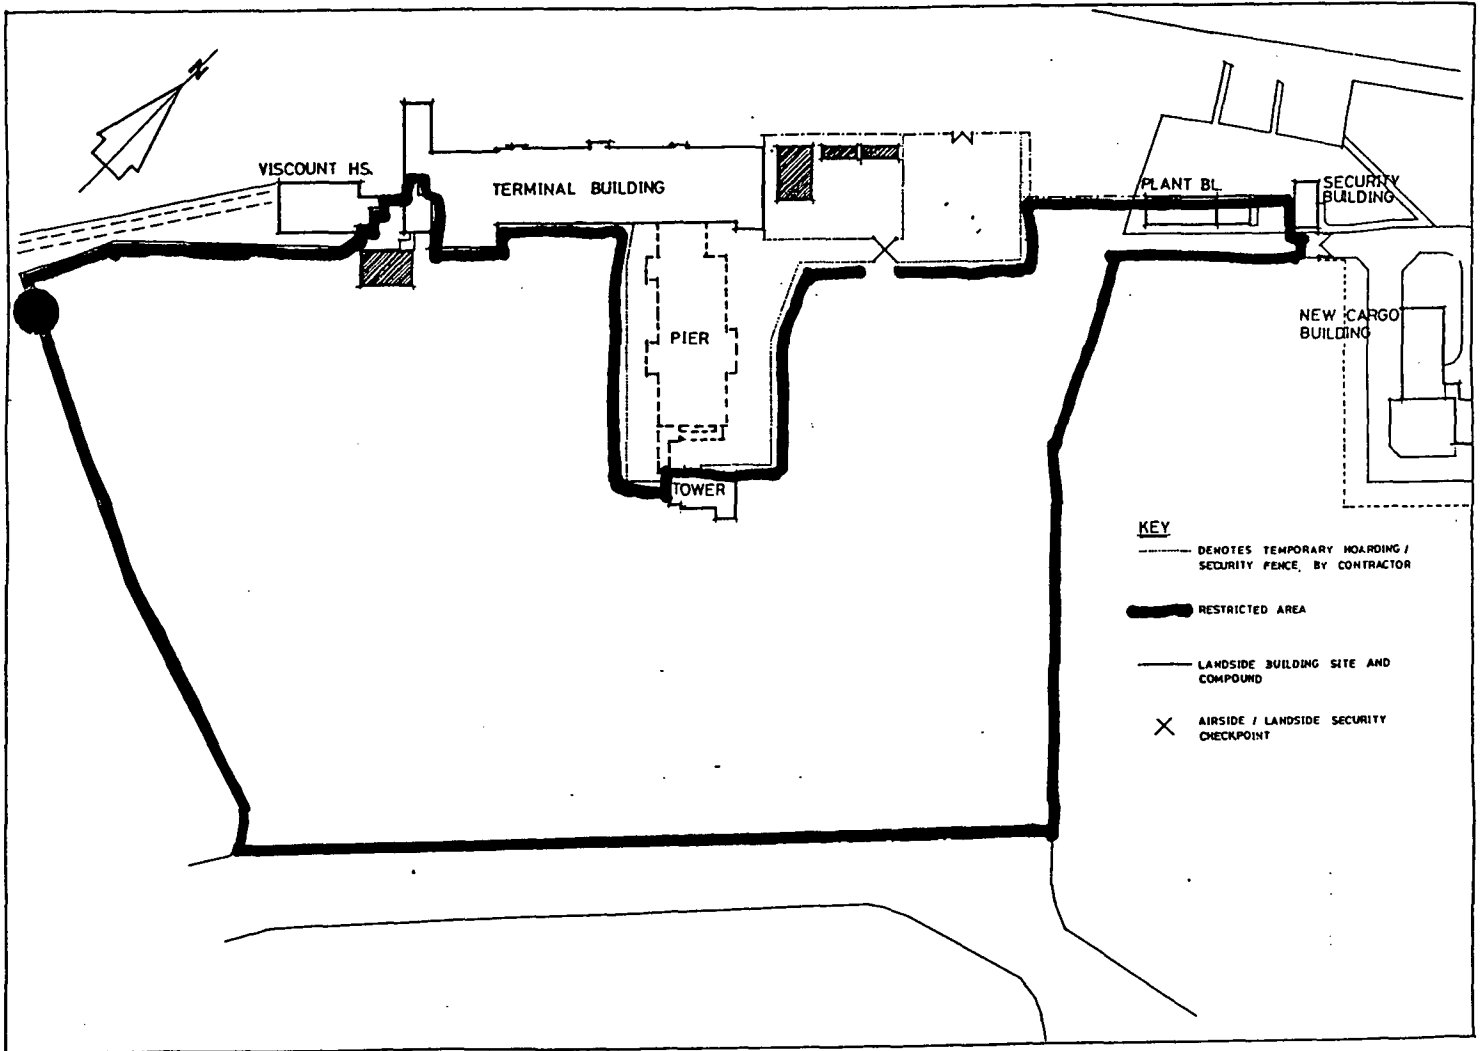 N
VISCOUNT HS.
TERMINAL BUILDING
PLANT BL.
SECURITY
BUILDING
NEW CARGO
BUILDING
PIER
TOWER
KEY
DENOTES TEMPORARY HOARDING /
SECURITY FENCE, BY CONTRACTOR
RESTRICTED AREA
LANDSIDE BUILDING SITE AND
COMPOUND
AIRSIDE / LANDSIDE SECURITY
CHECKPOINT